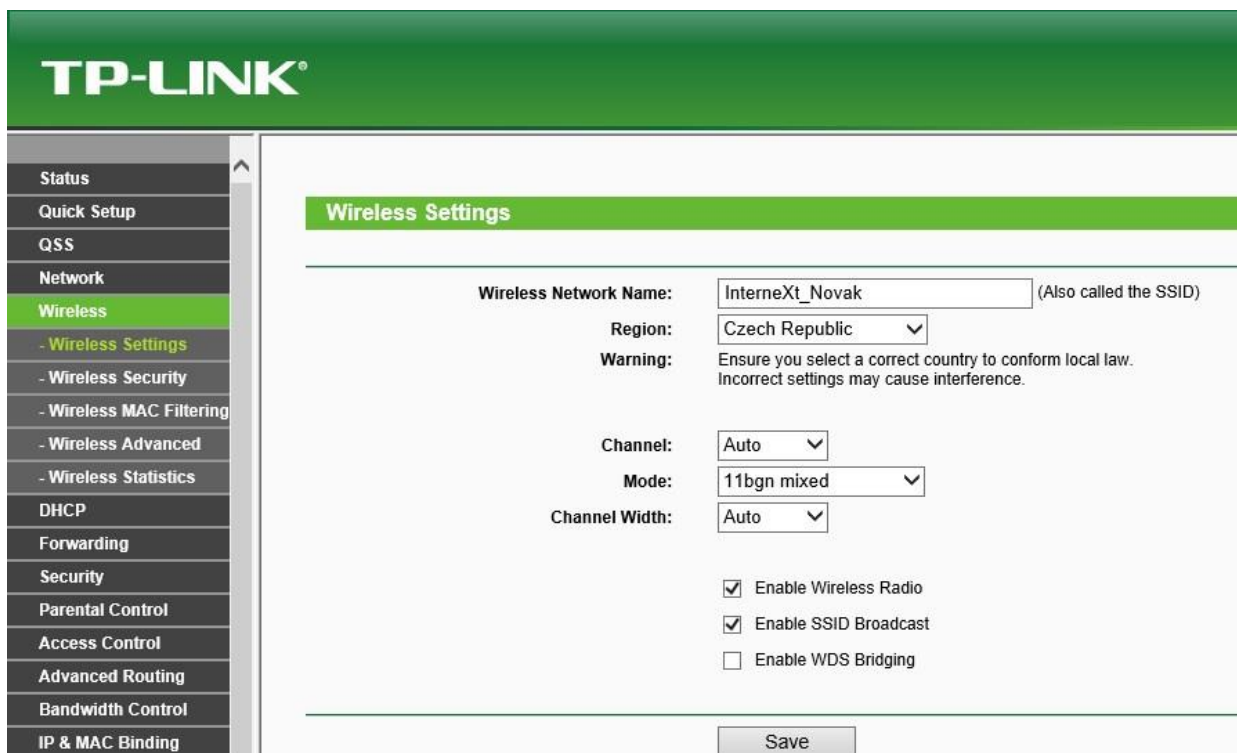 TP-LINK®
Status
Quick Setup
QSS
Network
Wireless
- Wireless Settings
- Wireless Security
- Wireless MAC Filtering
- Wireless Advanced
- Wireless Statistics
DHCP
Forwarding
Security
Parental Control
Access Control
Advanced Routing
Bandwidth Control
IP & MAC Binding
Wireless Settings
Wireless Network Name: InterneXt_Novak (Also called the SSID)
Region: Czech Republic
Warning: Ensure you select a correct country to conform local law.
Incorrect settings may cause interference.
Channel: Auto
Mode: 11bgn mixed
Channel Width: Auto
Enable Wireless Radio
Enable SSID Broadcast
Enable WDS Bridging
Save